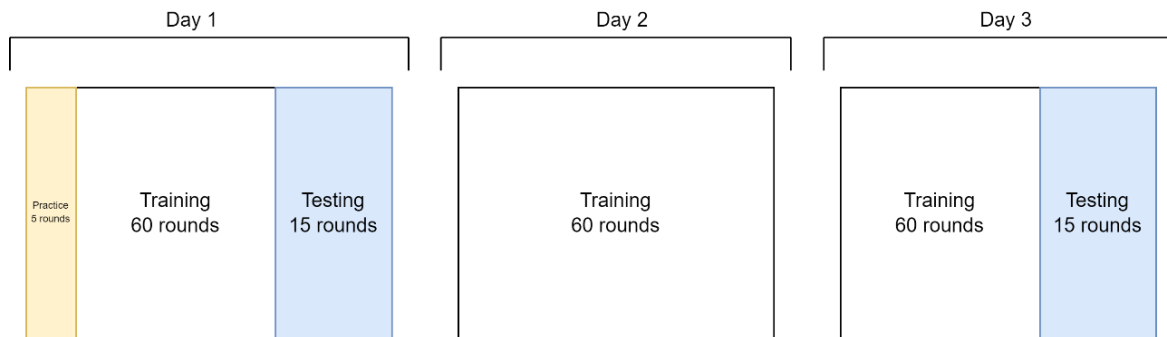 Day 1
Day 2
Day 3
Practice
5 rounds
Training
60 rounds
Testing
15 rounds
Training
60 rounds
Training
60 rounds
Testing
15 rounds